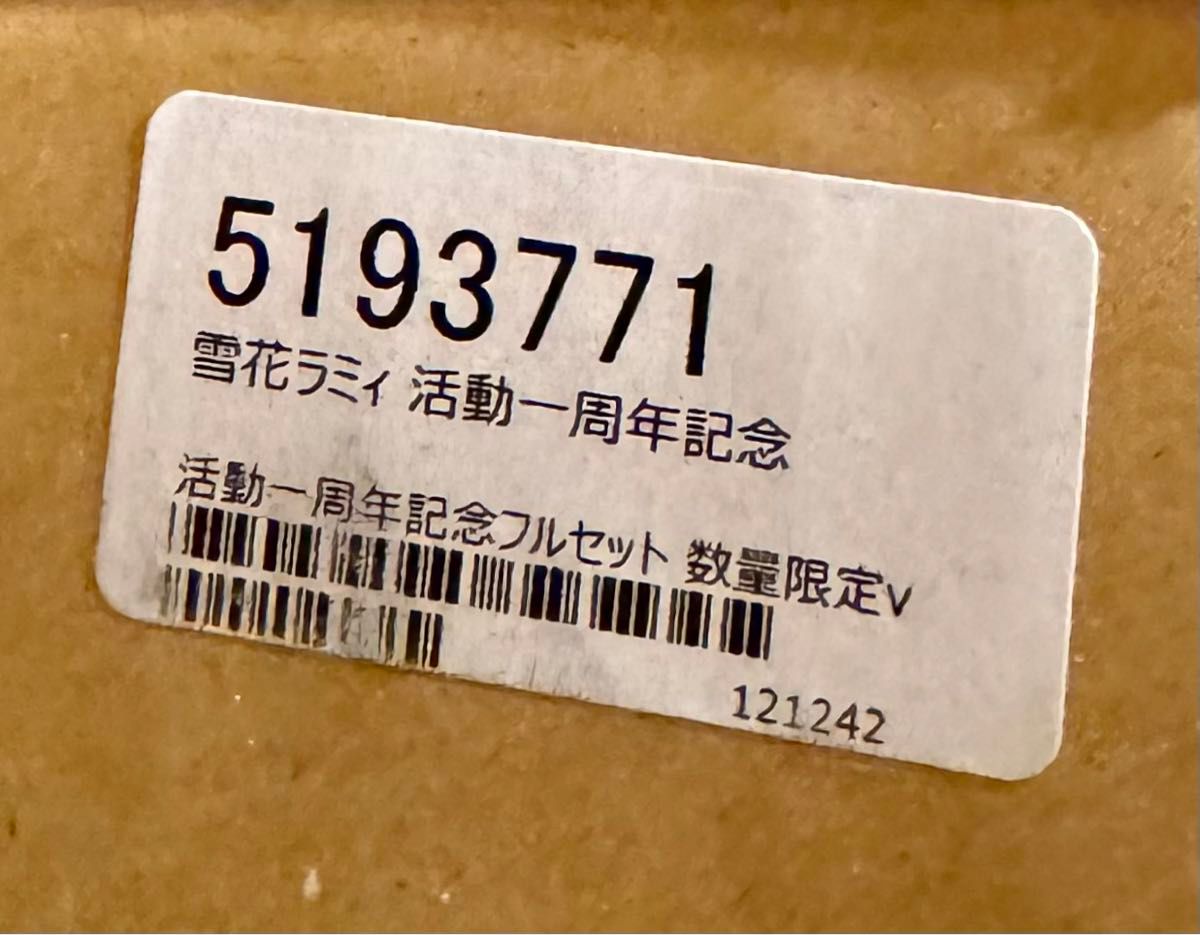 5193771
雪花ラミィ 活動一周年記念
活動一周年記念フルセット 数量限定v
121242